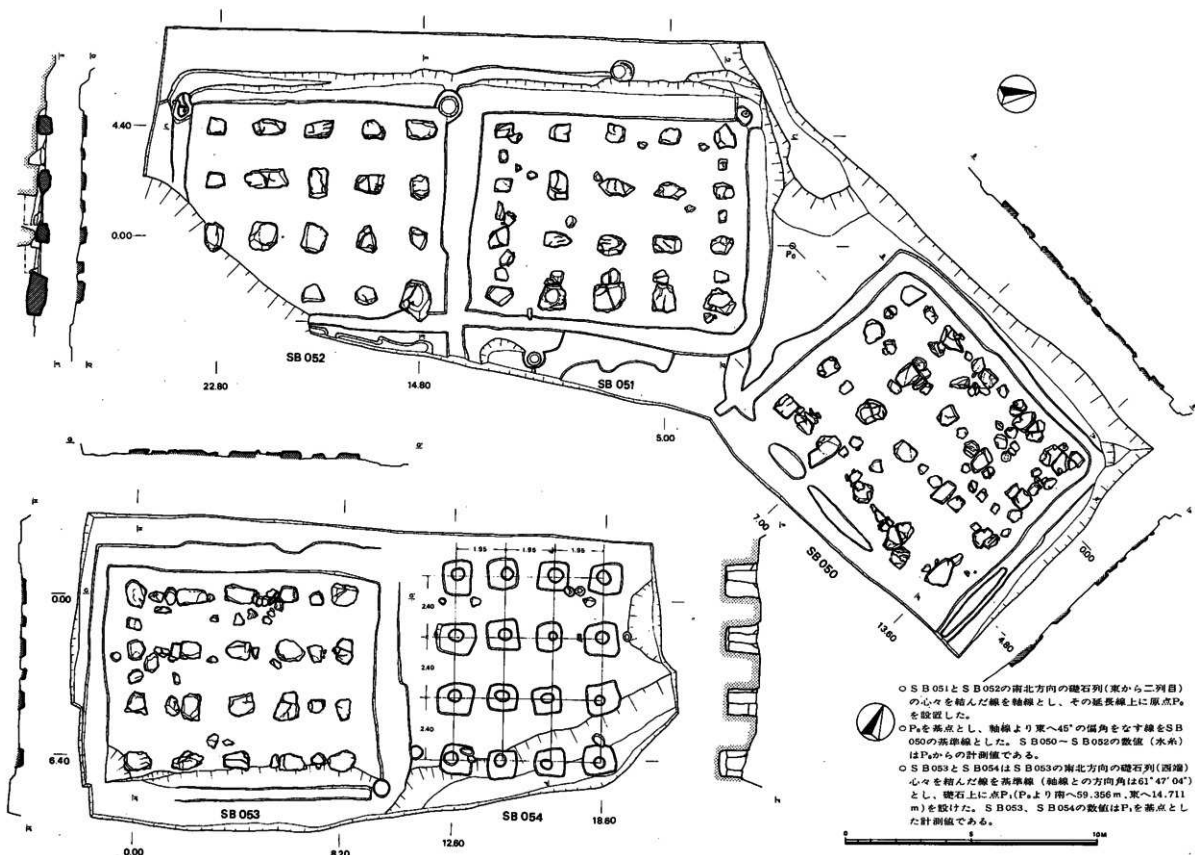 4.40
0.00
SB 052
22.80
14.80
SB 051
5.00
P₀
7.00
SB 050
13.60
0.00
4.80
1.95
1.95
1.95
2.40
2.40
2.40
0.00
6.40
SB 053
SB 054
0.00
8.20
12.60
18.60
○ SB051とSB052の南北方向の礎石列(東から二列目)
の心々を結んだ線を軸線とし、その延長線上に原点P₀
を設置した。
○ P₀を基点とし、軸線より東へ45°の偏角をなす線をSB
050の基準線とした。SB050～SB052の数値(水糸)
はP₀からの計測値である。
○ SB053とSB054はSB053の南北方向の礎石列(西端)
心々を結んだ線を基準線(軸線との方向角は61°47′04″)
とし、礎石上に点P₁(P₀より南へ59.356m,東へ14.711
m)を設けた。SB053、SB054の数値はP₁を基点とし
た計測値である。
0
5
10M